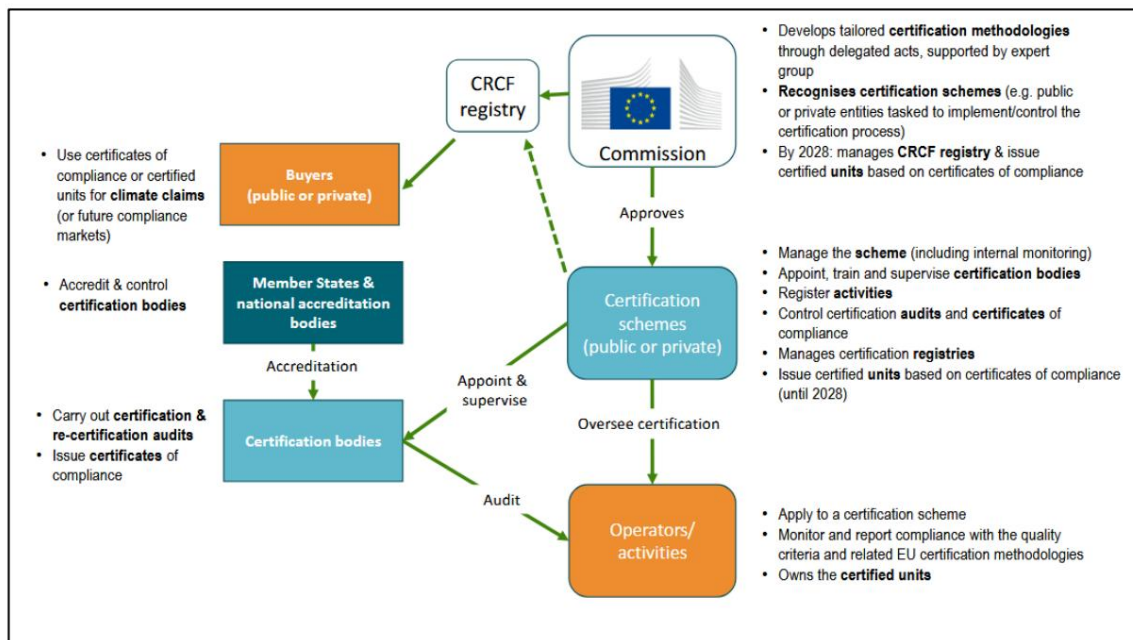 • Develops tailored certification methodologies
through delegated acts, supported by expert
group
• Recognises certification schemes (e.g. public
or private entities tasked to implement/control the
certification process)
• By 2028: manages CRCF registry & issue
certified units based on certificates of compliance
CRCF
registry
Commission
• Use certificates of
compliance or certified
units for climate claims
(or future compliance
markets)
Buyers
(public or private)
Approves
• Accredit & control
certification bodies
Member States &
national accreditation
bodies
Certification
schemes
(public or private)
• Manage the scheme (including internal monitoring)
• Appoint, train and supervise certification bodies
• Register activities
• Control certification audits and certificates of
compliance
• Manages certification registries
• Issue certified units based on certificates of compliance
(until 2028)
Accreditation
Appoint &
supervise
• Carry out certification &
re-certification audits
• Issue certificates of
compliance
Certification bodies
Oversee certification
Audit
Operators/
activities
• Apply to a certification scheme
• Monitor and report compliance with the quality
criteria and related EU certification methodologies
• Owns the certified units